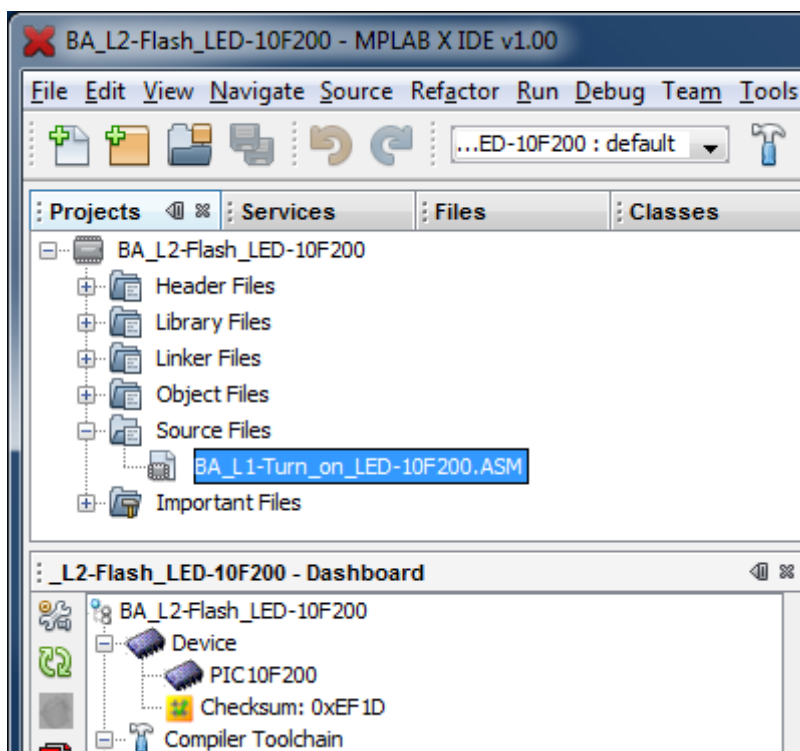 BA_L2-Flash_LED-10F200 - MPLAB X IDE v1.00
File Edit View Navigate Source Refactor Run Debug Team Tools
...ED-10F200 : default
Projects Services Files Classes
BA_L2-Flash_LED-10F200
Header Files
Library Files
Linker Files
Object Files
Source Files
BA_L1-Turn_on_LED-10F200.ASM
Important Files
_L2-Flash_LED-10F200 - Dashboard
BA_L2-Flash_LED-10F200
Device
PIC10F200
Checksum: 0xEF1D
Compiler Toolchain